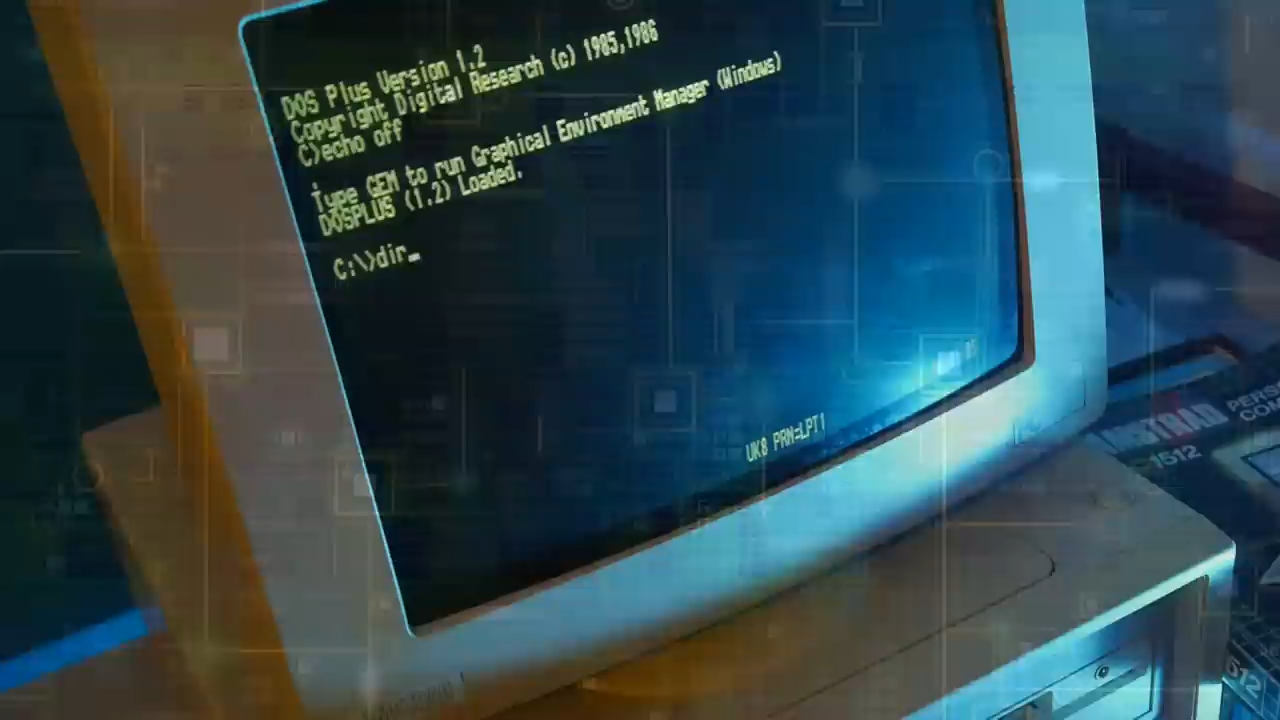 DOS Plus Version 1.2
Copyright Digital Research (c) 1985,1986
C>echo off
Type GEM to run Graphical Environment Manager (Windows)
DOSPLUS (1.2) Loaded.
C:\>dir_
UK8 PRN=LPT1
AMSTRAD
1512
512